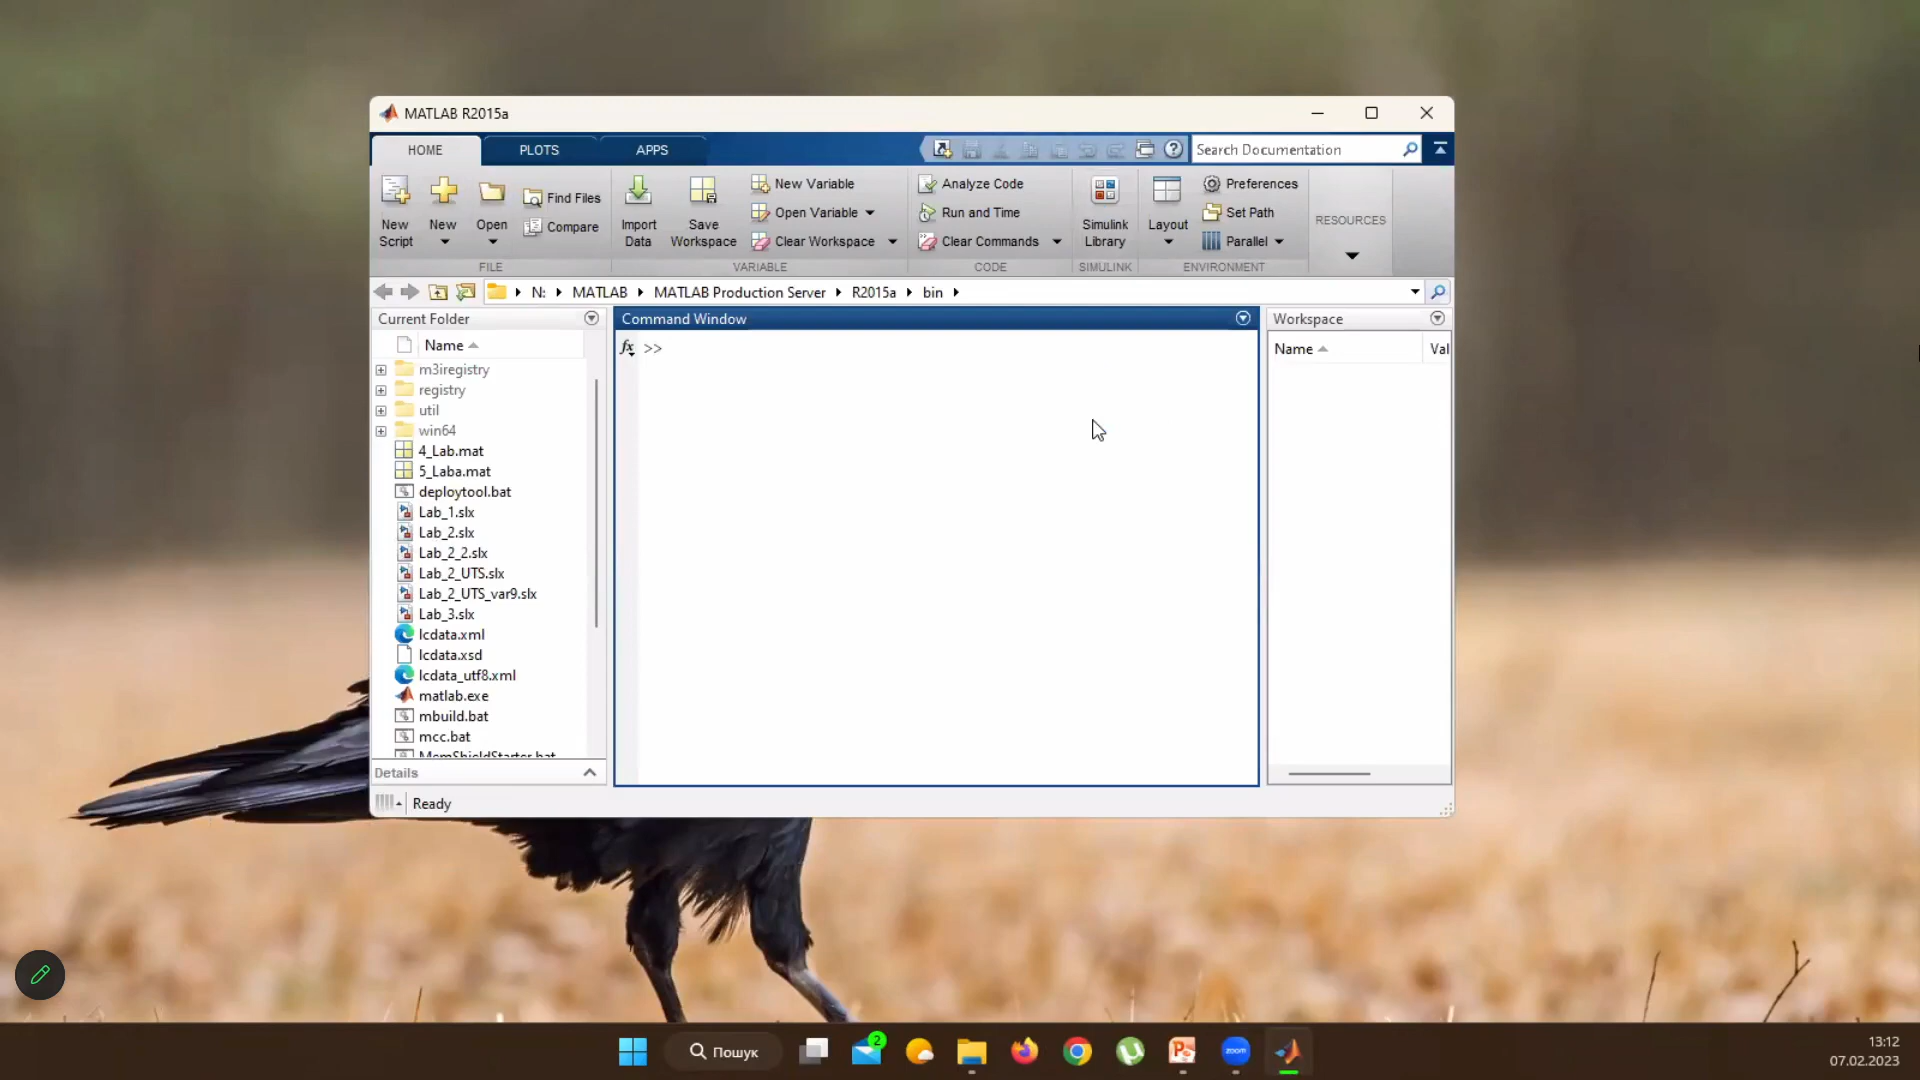 MATLAB R2015a
HOME PLOTS APPS Search Documentation
New Script New Open Find Files Compare Import Data Save Workspace New Variable Open Variable Clear Workspace Analyze Code Run and Time Clear Commands Simulink Library Layout Preferences Set Path Parallel RESOURCES
FILE VARIABLE CODE SIMULINK ENVIRONMENT
N: MATLAB MATLAB Production Server R2015a bin
Current Folder
Name
m3iregistry
registry
util
win64
4_Lab.mat
5_Laba.mat
deploytool.bat
Lab_1.slx
Lab_2.slx
Lab_2_2.slx
Lab_2_UTS.slx
Lab_2_UTS_var9.slx
Lab_3.slx
lcdata.xml
lcdata.xsd
lcdata_utf8.xml
matlab.exe
mbuild.bat
mcc.bat
MemShieldStarter.bat
Details
Command Window
fx >>
Workspace
Name Val
Ready
Пошук
2
zoom
13:12
07.02.2023